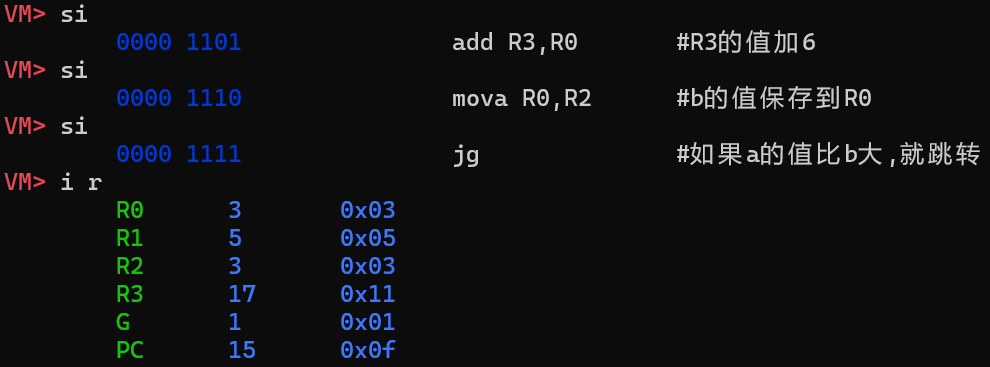 VM> si
0000 1101 add R3,R0 #R3的值加6
VM> si
0000 1110 mova R0,R2 #b的值保存到R0
VM> si
0000 1111 jg #如果a的值比b大,就跳转
VM> i r
R0 3 0x03
R1 5 0x05
R2 3 0x03
R3 17 0x11
G 1 0x01
PC 15 0x0f